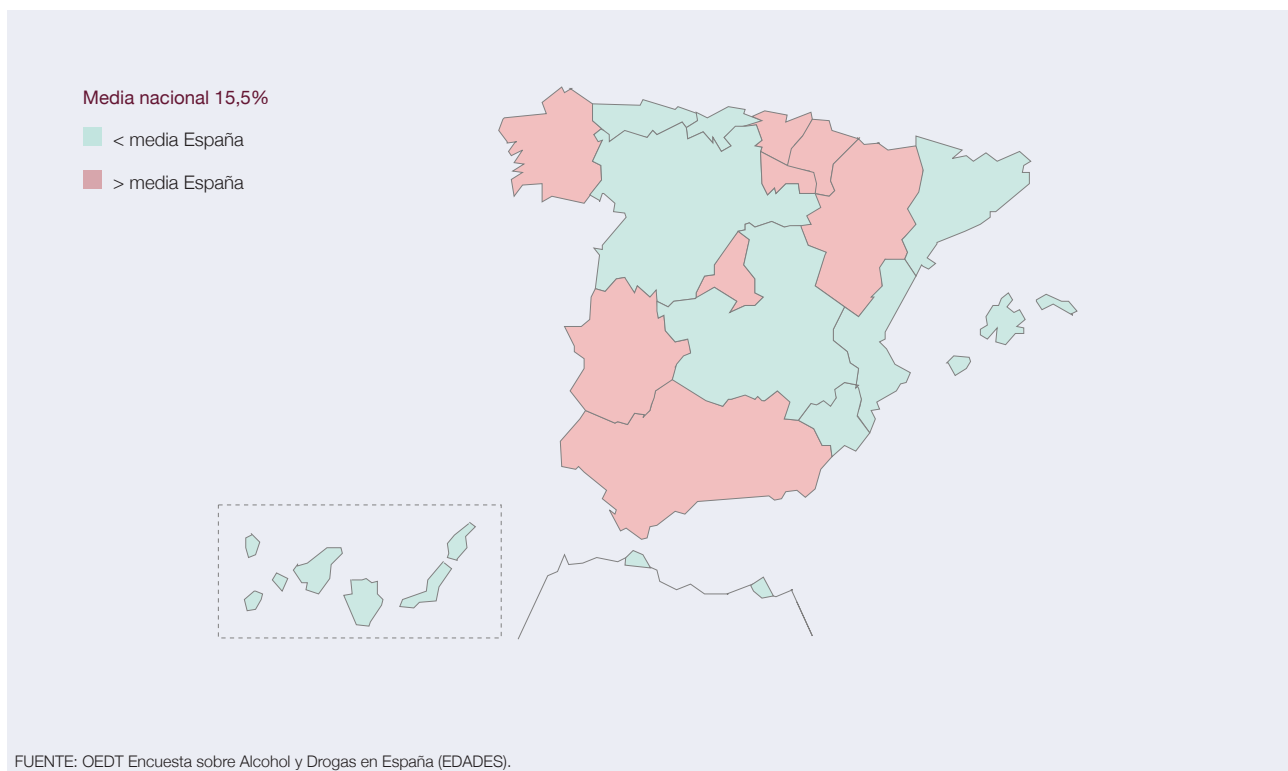 Media nacional 15,5%
< media España
> media España
FUENTE: OEDT Encuesta sobre Alcohol y Drogas en España (EDADES).